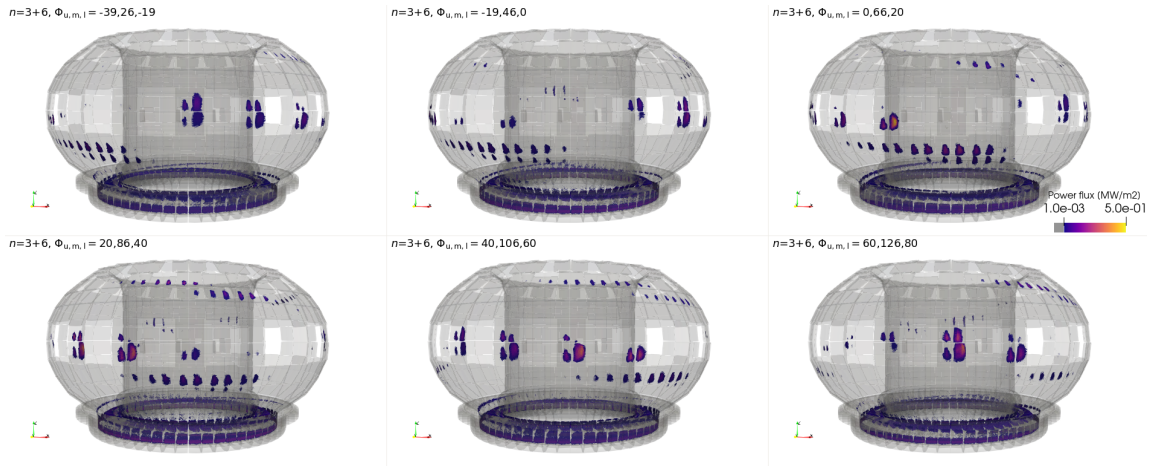 n=3+6, Φu, m, l = -39,26,-19
n=3+6, Φu, m, l = -19,46,0
n=3+6, Φu, m, l = 0,66,20
Power flux (MW/m2)
1.0e-03 5.0e-01
n=3+6, Φu, m, l = 20,86,40
n=3+6, Φu, m, l = 40,106,60
n=3+6, Φu, m, l = 60,126,80